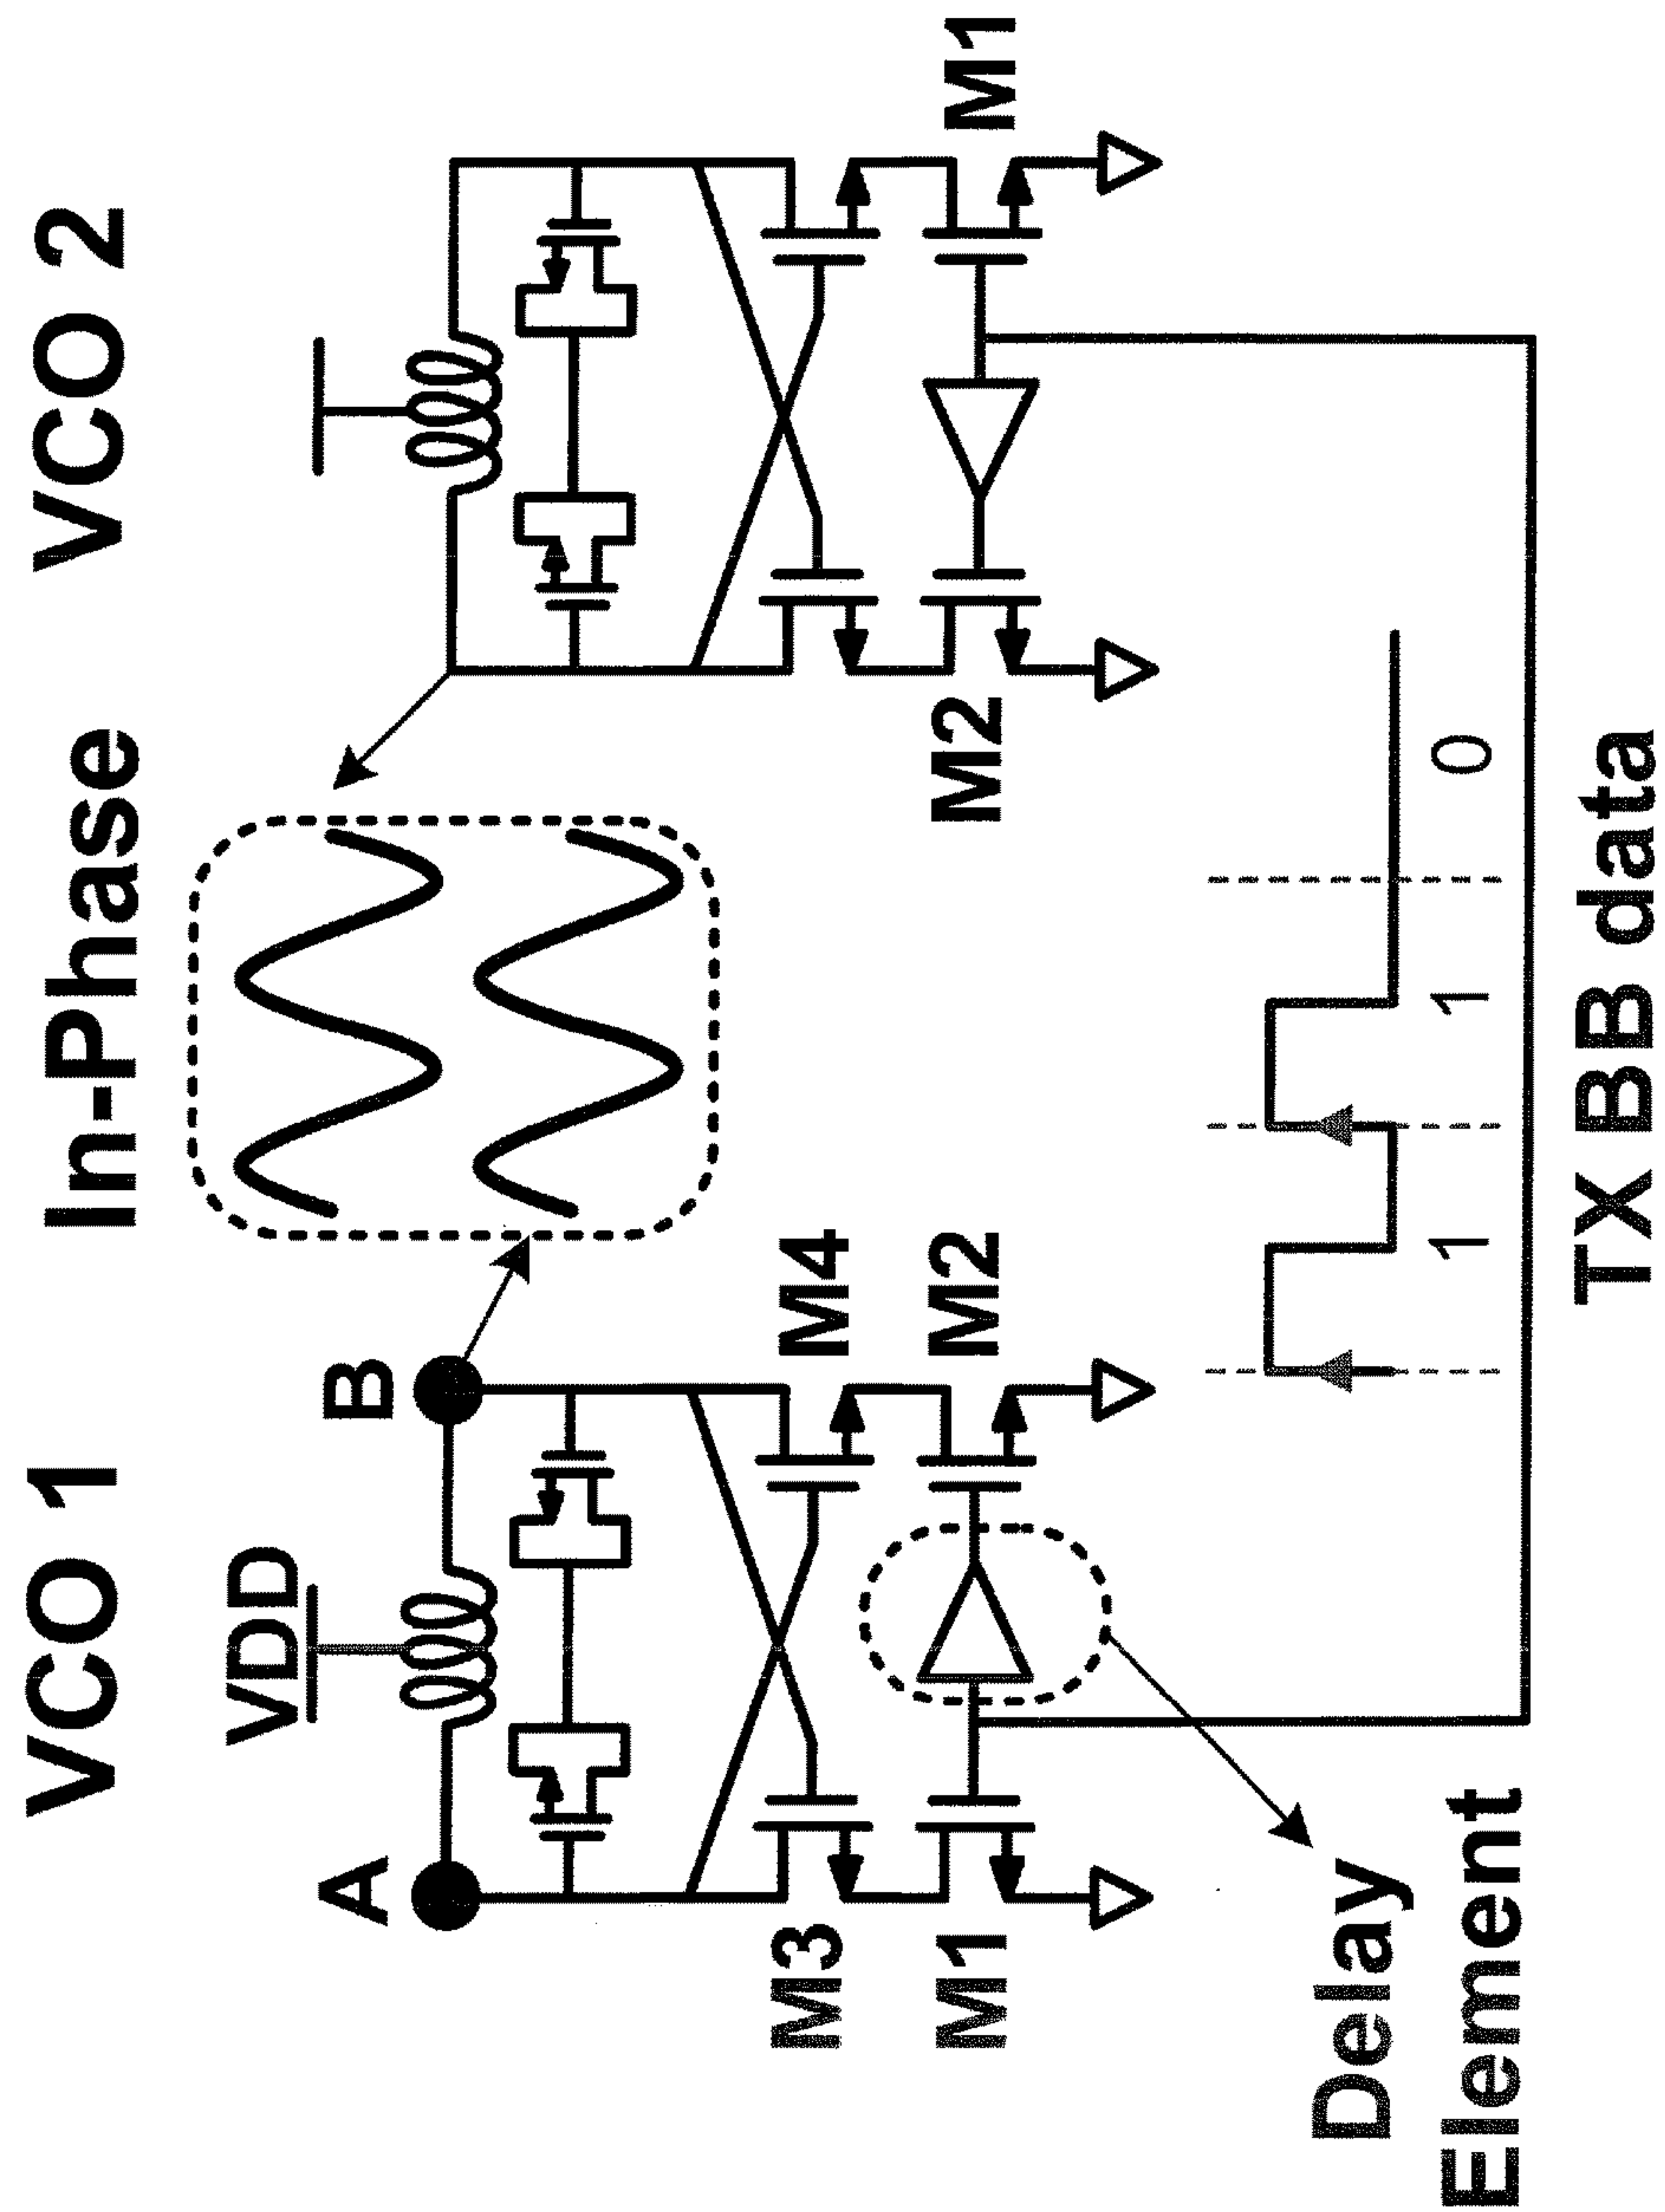 VCO 1
In-Phase
VCO 2
VDD
A
B
M3
M4
M1
M2
M2
M1
Delay
Element
1
1
0
TX BB data